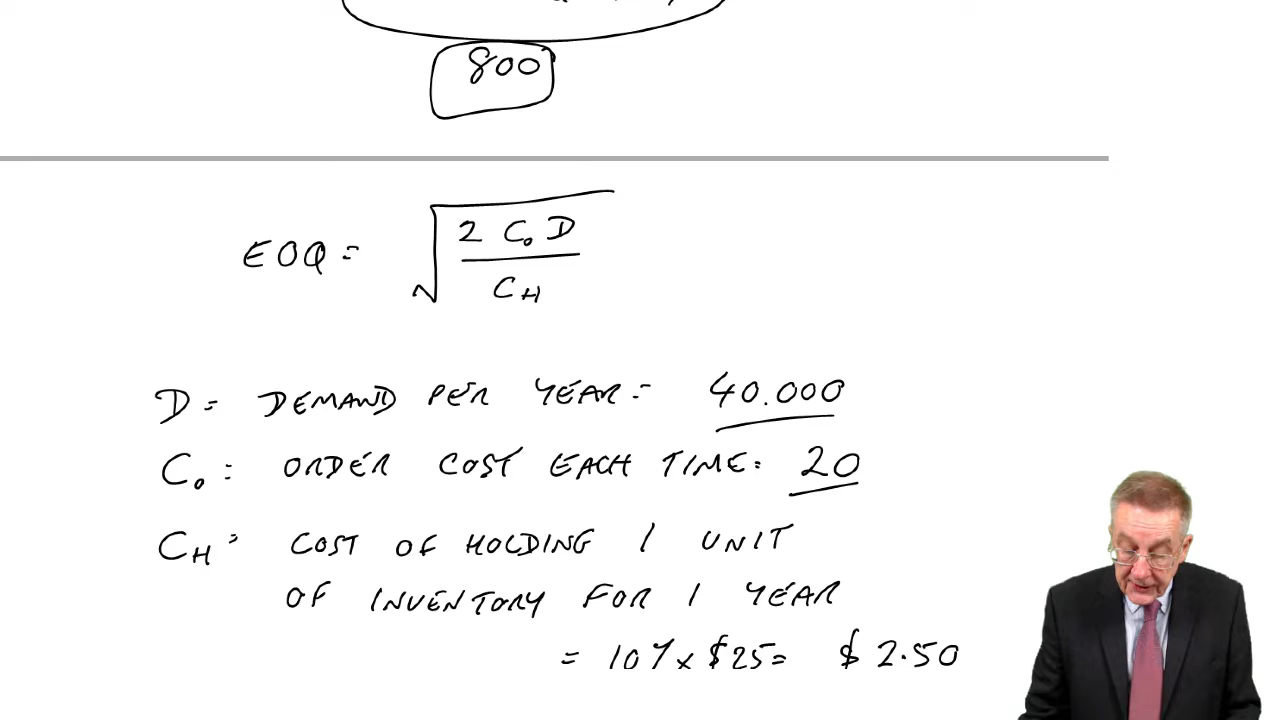 800
EOQ = √ 2 C₀ D
C_H
D = DEMAND PER YEAR = 40.000
C₀ = ORDER COST EACH TIME = 20
C_H = COST OF HOLDING 1 UNIT
OF INVENTORY FOR 1 YEAR
= 10% x $25 = $2.50